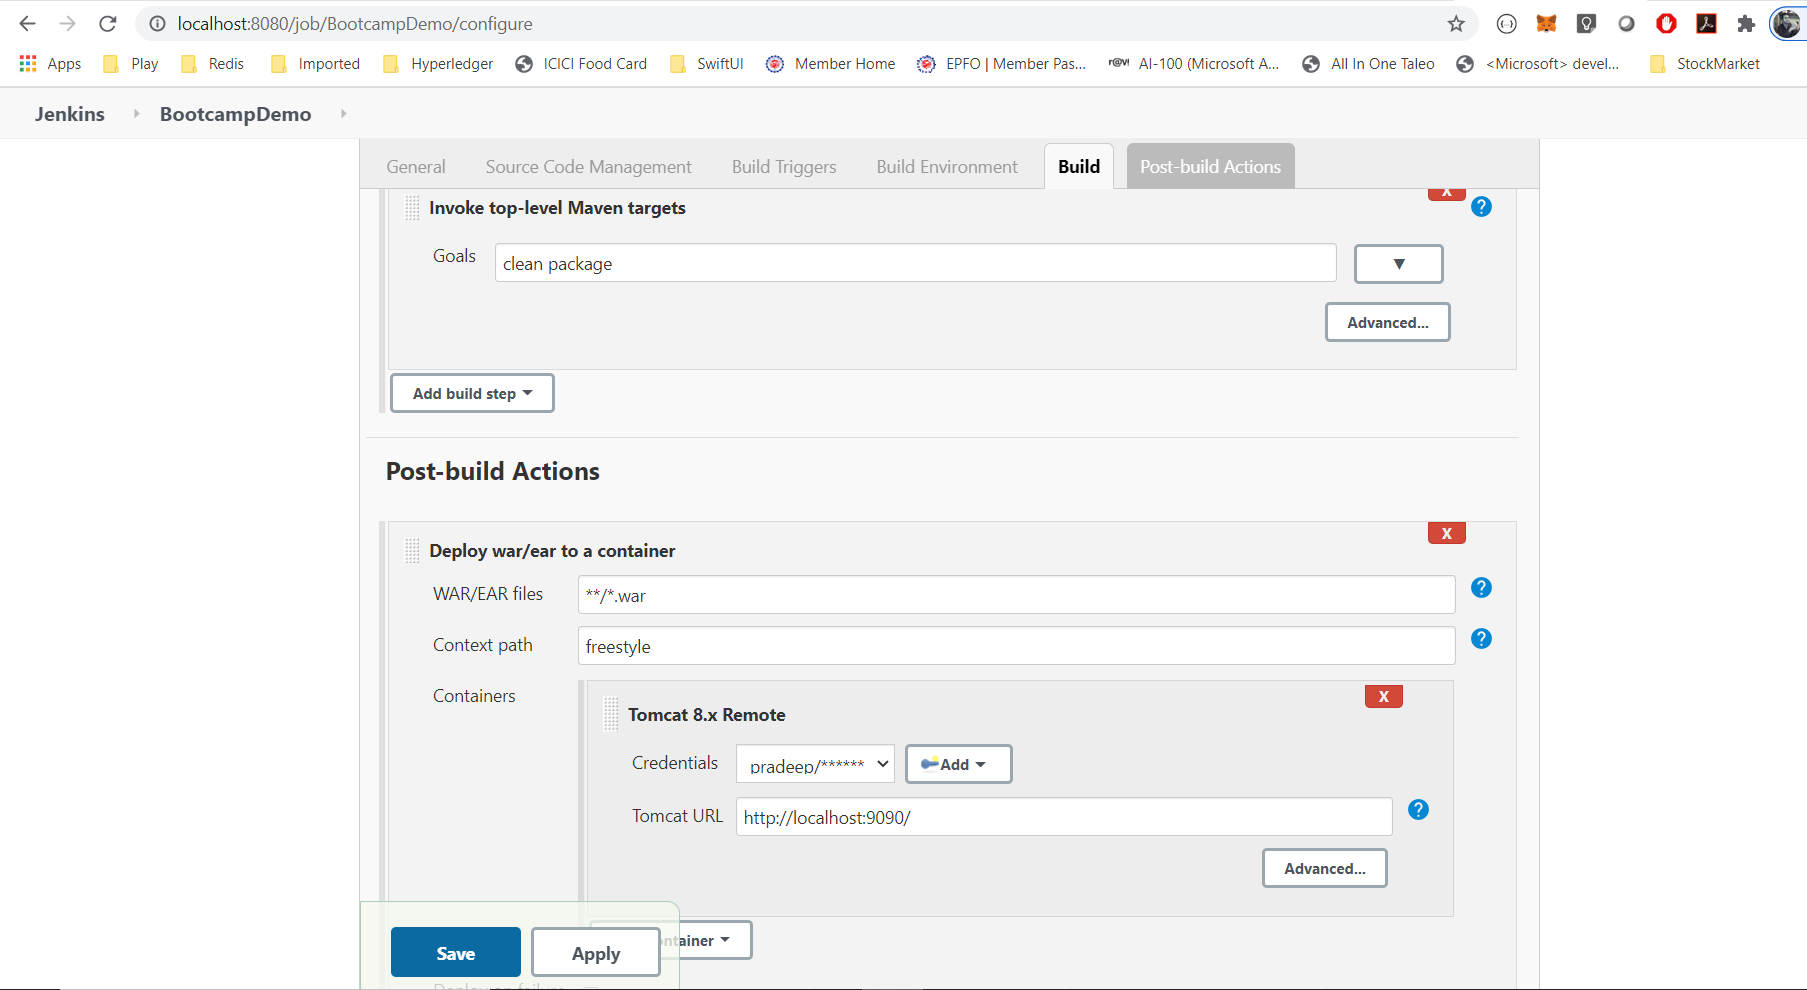 localhost:8080/job/BootcampDemo/configure
Apps Play Redis Imported Hyperledger ICICI Food Card SwiftUI Member Home EPFO | Member Pas... r@vi AI-100 (Microsoft A... All In One Taleo <Microsoft> devel... StockMarket
Jenkins BootcampDemo
General Source Code Management Build Triggers Build Environment Build Post-build Actions
X
Invoke top-level Maven targets ?
Goals clean package ▼
Advanced...
Add build step
Post-build Actions
X
Deploy war/ear to a container
WAR/EAR files **/*.war ?
Context path freestyle ?
Containers X
Tomcat 8.x Remote
Credentials pradeep/****** Add
Tomcat URL http://localhost:9090/ ?
Advanced...
ntainer
Save Apply